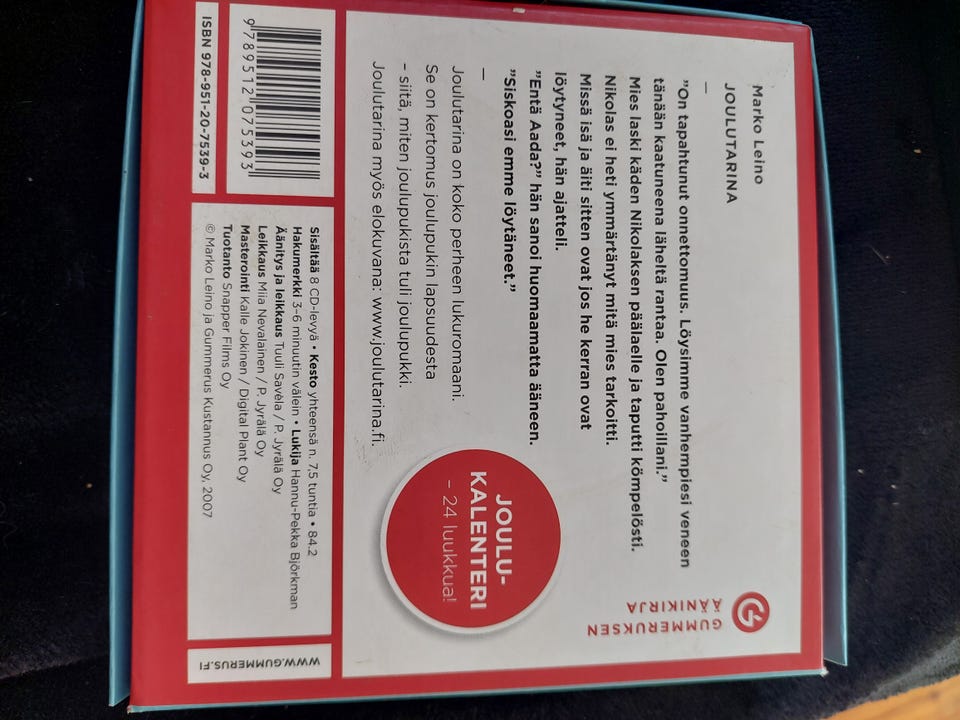 Marko Leino
JOULUTARINA
—
”On tapahtunut onnettomuus. Löysimme vanhempiesi veneen
tänään kaatuneena läheltä rantaa. Olen pahoillani.”
Mies laski käden Nikolaksen päälaelle ja taputti kömpelösti.
Nikolas ei heti ymmärtänyt mitä mies tarkoitti.
Missä isä ja äiti sitten ovat jos he kerran ovat
löytyneet, hän ajatteli.
”Entä Aada?” hän sanoi huomaamatta ääneen.
”Siskoasi emme löytäneet.”
—
Joulutarina on koko perheen lukuromaani.
Se on kertomus joulupukin lapsuudesta
– siitä, miten joulupukista tuli joulupukki.
Joulutarina myös elokuvana: www.joulutarina.fi.
GUMMERUKSEN
ÄÄNIKIRJA
JOULU-
KALENTERI
– 24 luukkua!
9789512075393
ISBN 978-951-20-7539-3
Sisältää 8 CD-levyä • Kesto yhteensä n. 7,5 tuntia • 84.2
Hakumerkki 3–6 minuutin välein • Lukija Hannu-Pekka Björkman
Äänitys ja leikkaus Tuuli Savèla / P. Jyrälä Oy
Leikkaus Miia Nevalainen / P. Jyrälä Oy
Masterointi Kalle Jokinen / Digital Plant Oy
Tuotanto Snapper Films Oy
© Marko Leino ja Gummerus Kustannus Oy, 2007
WWW.GUMMERUS.FI